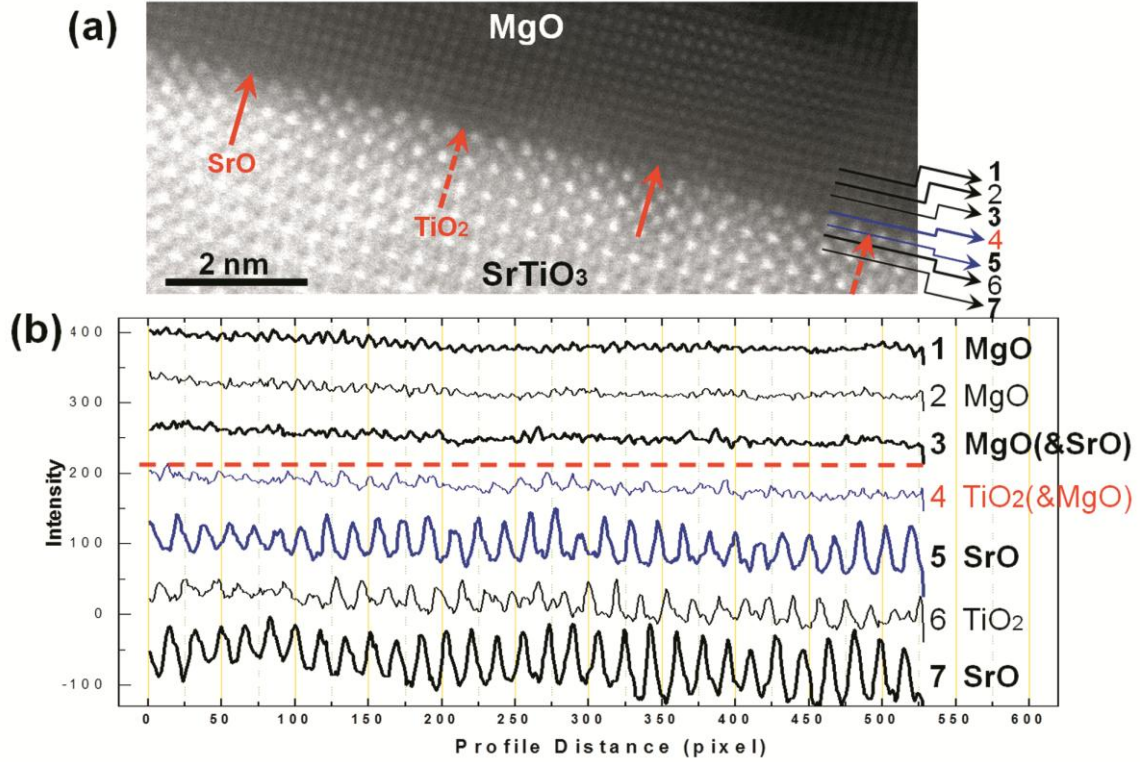 (a)
MgO
SrO
TiO2
2 nm
SrTiO3
1
2
3
4
5
6
7
(b)
400
300
200
100
0
-100
Intensity
1 MgO
2 MgO
3 MgO(&SrO)
4 TiO2(&MgO)
5 SrO
6 TiO2
7 SrO
0 50 100 150 200 250 300 350 400 450 500 550 600
Profile Distance (pixel)